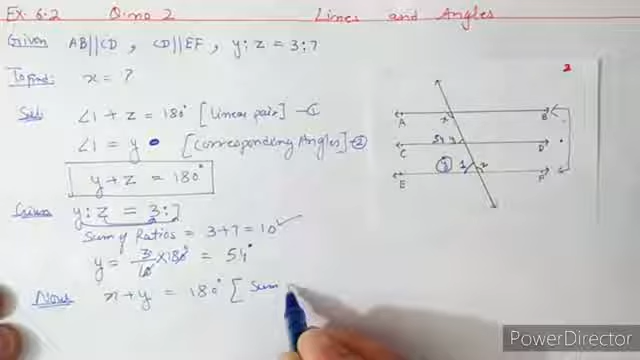 Ex. 6.2 Q.no 2 Lines and Angles
Given AB||CD , CD||EF , y:z = 3:7
To find: x = ?
Sol: ∠1 + z = 180° [linear pair] —①
∠1 = y [corresponding Angles] —②
y + z = 180°
Given y:z = 3:7
Sum of Ratios = 3+7 = 10
y = 3/10 × 180° = 54°
Now x + y = 180° [ Sum
2
A x B
C 54 y D
E y 1 z F
PowerDirector